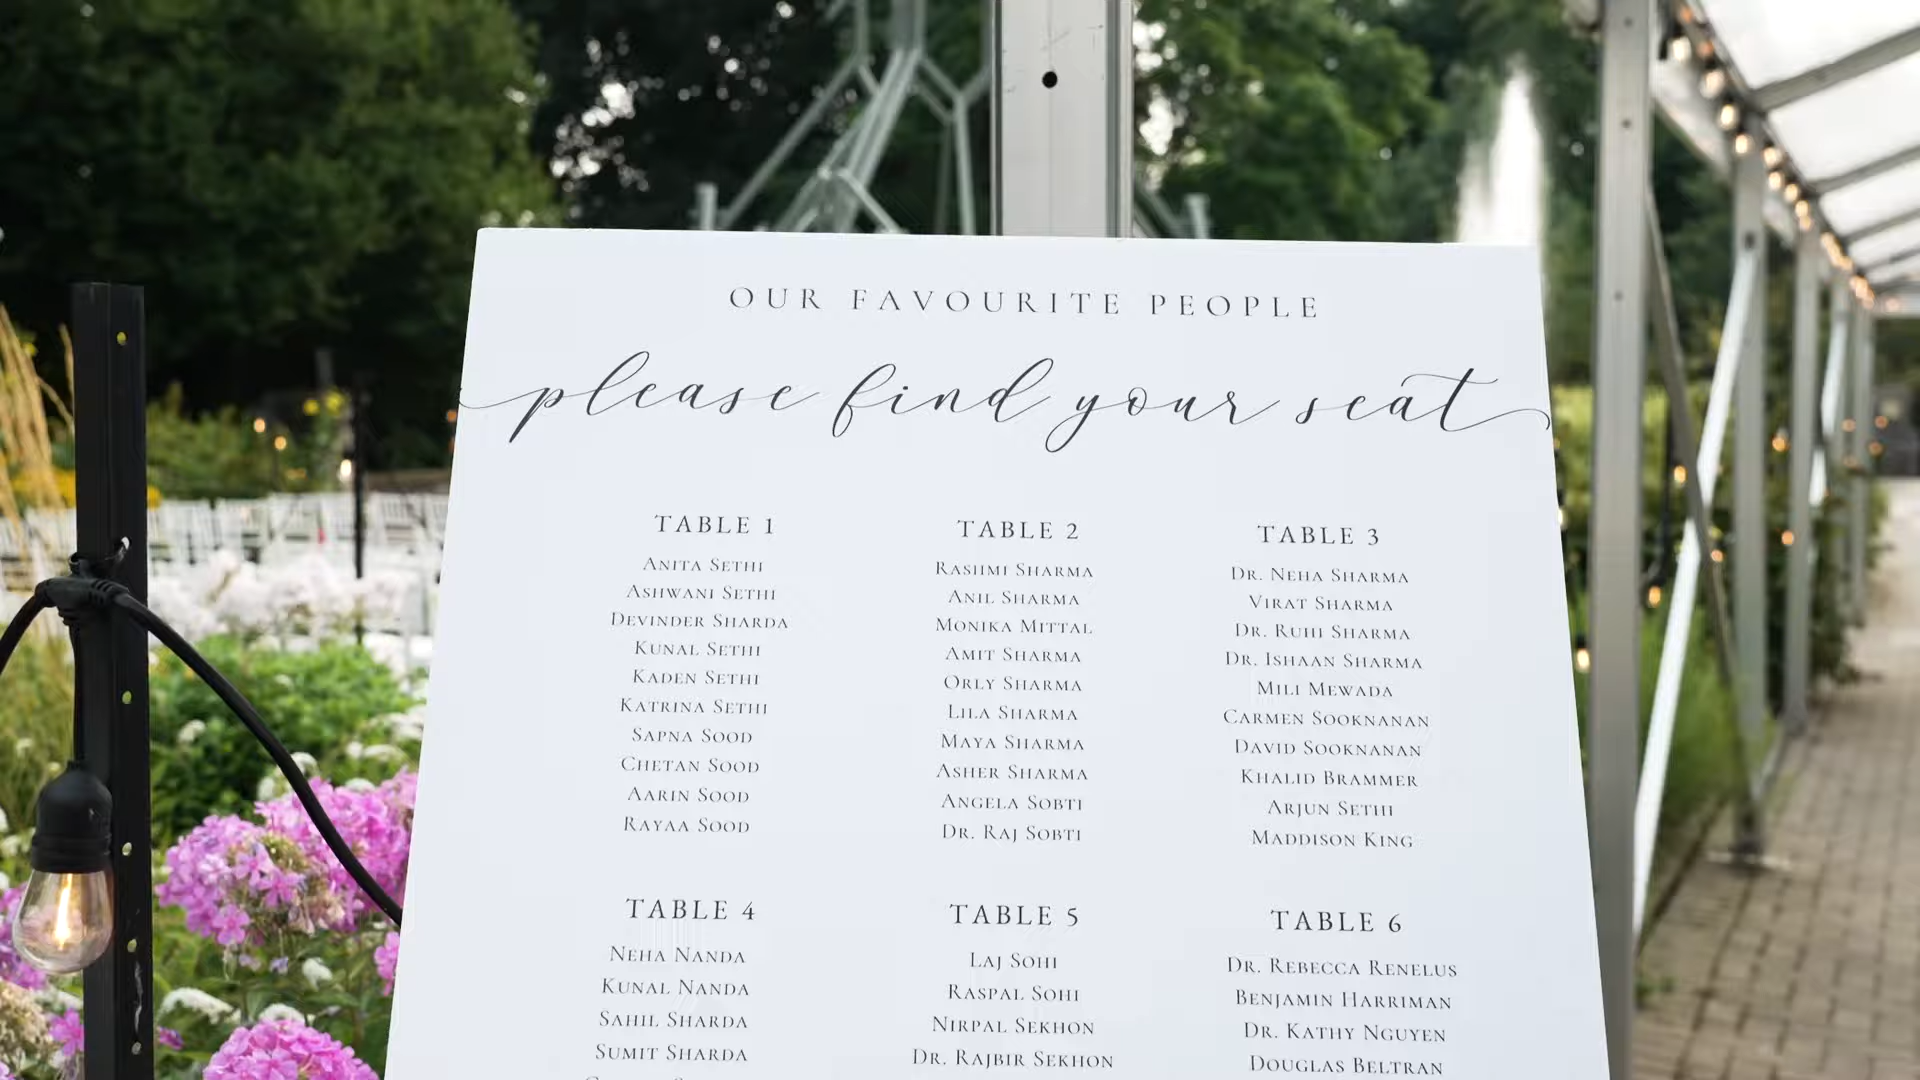 OUR FAVOURITE PEOPLE
please find your seat
TABLE 1
ANITA SETHI
ASHWANI SETHI
DEVINDER SHARDA
KUNAL SETHI
KADEN SETHI
KATRINA SETHI
SAPNA SOOD
CHETAN SOOD
AARIN SOOD
RAYAA SOOD
TABLE 2
RASHMI SHARMA
ANIL SHARMA
MONIKA MITTAL
AMIT SHARMA
ORLY SHARMA
LILA SHARMA
MAYA SHARMA
ASHER SHARMA
ANGELA SOBTI
DR. RAJ SOBTI
TABLE 3
DR. NEHA SHARMA
VIRAT SHARMA
DR. RUHI SHARMA
DR. ISHAAN SHARMA
MILI MEWADA
CARMEN SOOKNANAN
DAVID SOOKNANAN
KHALID BRAMMER
ARJUN SETHI
MADDISON KING
TABLE 4
NEHA NANDA
KUNAL NANDA
SAHIL SHARDA
SUMIT SHARDA
TABLE 5
LAJ SOHI
RASPAL SOHI
NIRPAL SEKHON
DR. RAJBIR SEKHON
TABLE 6
DR. REBECCA RENELUS
BENJAMIN HARRIMAN
DR. KATHY NGUYEN
DOUGLAS BELTRAN